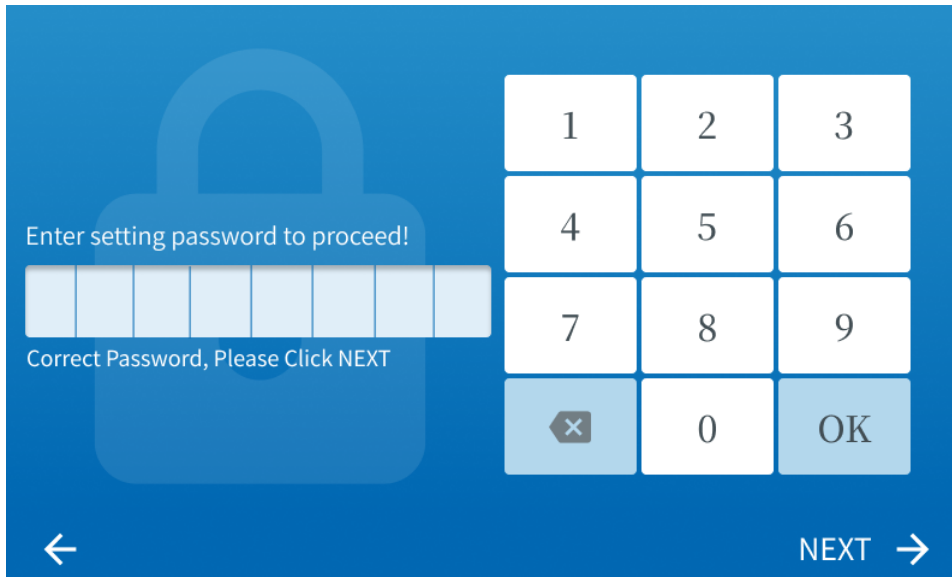 Enter setting password to proceed!
Correct Password, Please Click NEXT
1 2 3
4 5 6
7 8 9
0 OK
NEXT